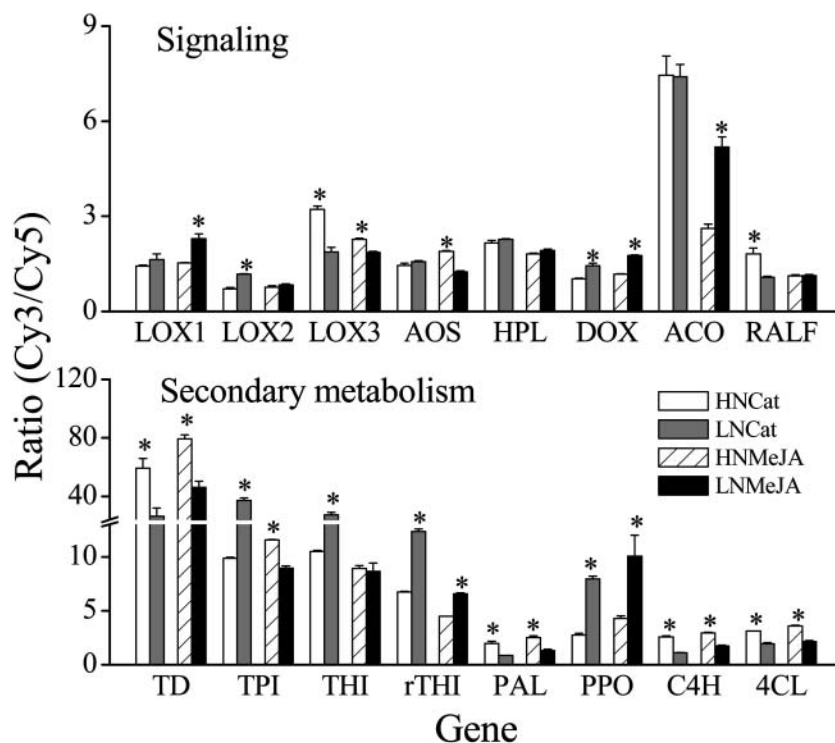 Ratio (Cy3/Cy5)
Signaling
9
6
3
0
* * * * * * * * *
LOX1 LOX2 LOX3 AOS HPL DOX ACO RALF
Secondary metabolism
120
80
40
10
5
0
HNCat
LNCat
HNMeJA
LNMeJA
* * * * * * * * * * * * * * *
TD TPI THI rTHI PAL PPO C4H 4CL
Gene